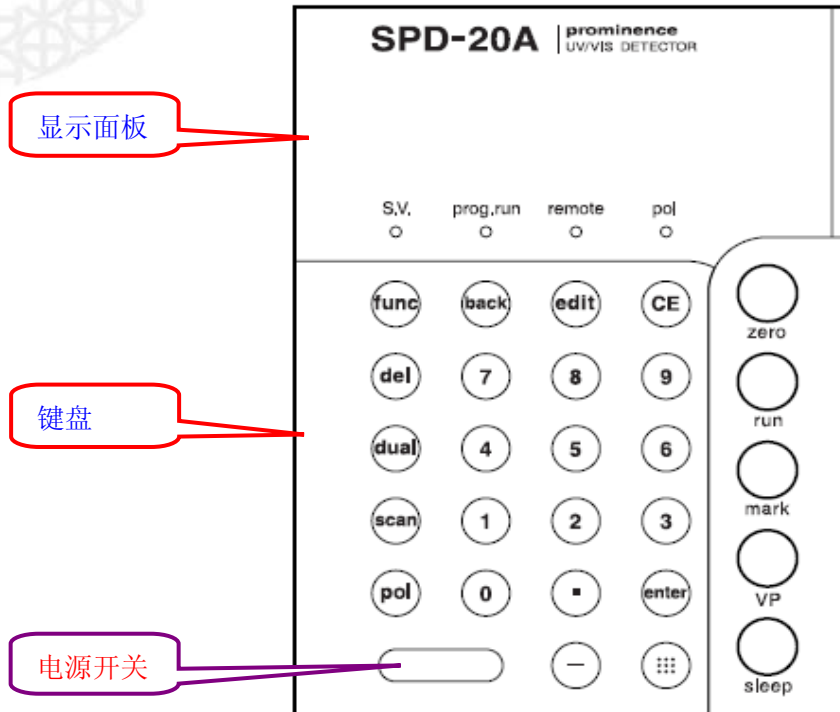 SPD-20A prominence
UV/VIS DETECTOR
显示面板
S.V. prog.run remote pol
func back edit CE
zero
del 7 8 9
run
键盘
dual 4 5 6
mark
scan 1 2 3
VP
pol 0 . enter
电源开关
−
sleep